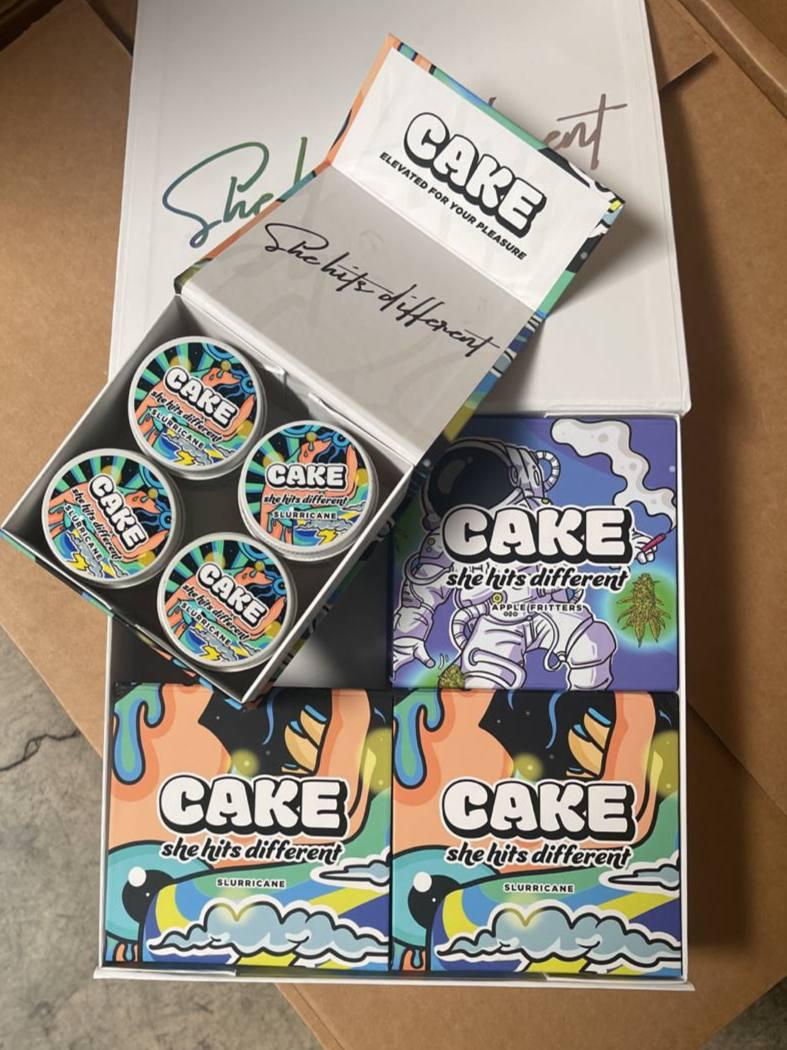 She h
ent
CAKE
ELEVATED FOR YOUR PLEASURE
She hits different
CAKE
she hits different
SLURRICANE
CAKE
she hits different
SLURRICANE
CAKE
she hits different
SLURRICANE
CAKE
she hits different
SLURRICANE
CAKE
she hits different
APPLE FRITTERS
CAKE
she hits different
SLURRICANE
CAKE
she hits different
SLURRICANE